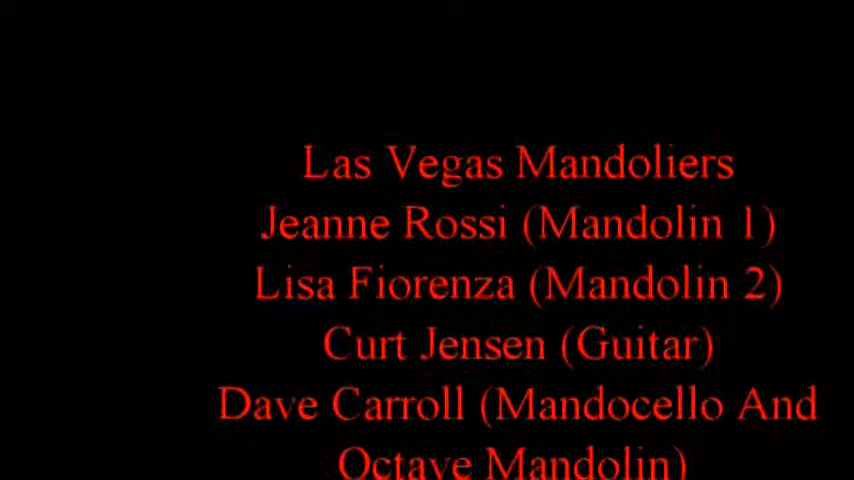 Las Vegas Mandoliers
Jeanne Rossi (Mandolin 1)
Lisa Fiorenza (Mandolin 2)
Curt Jensen (Guitar)
Dave Carroll (Mandocello And
Octave Mandolin)